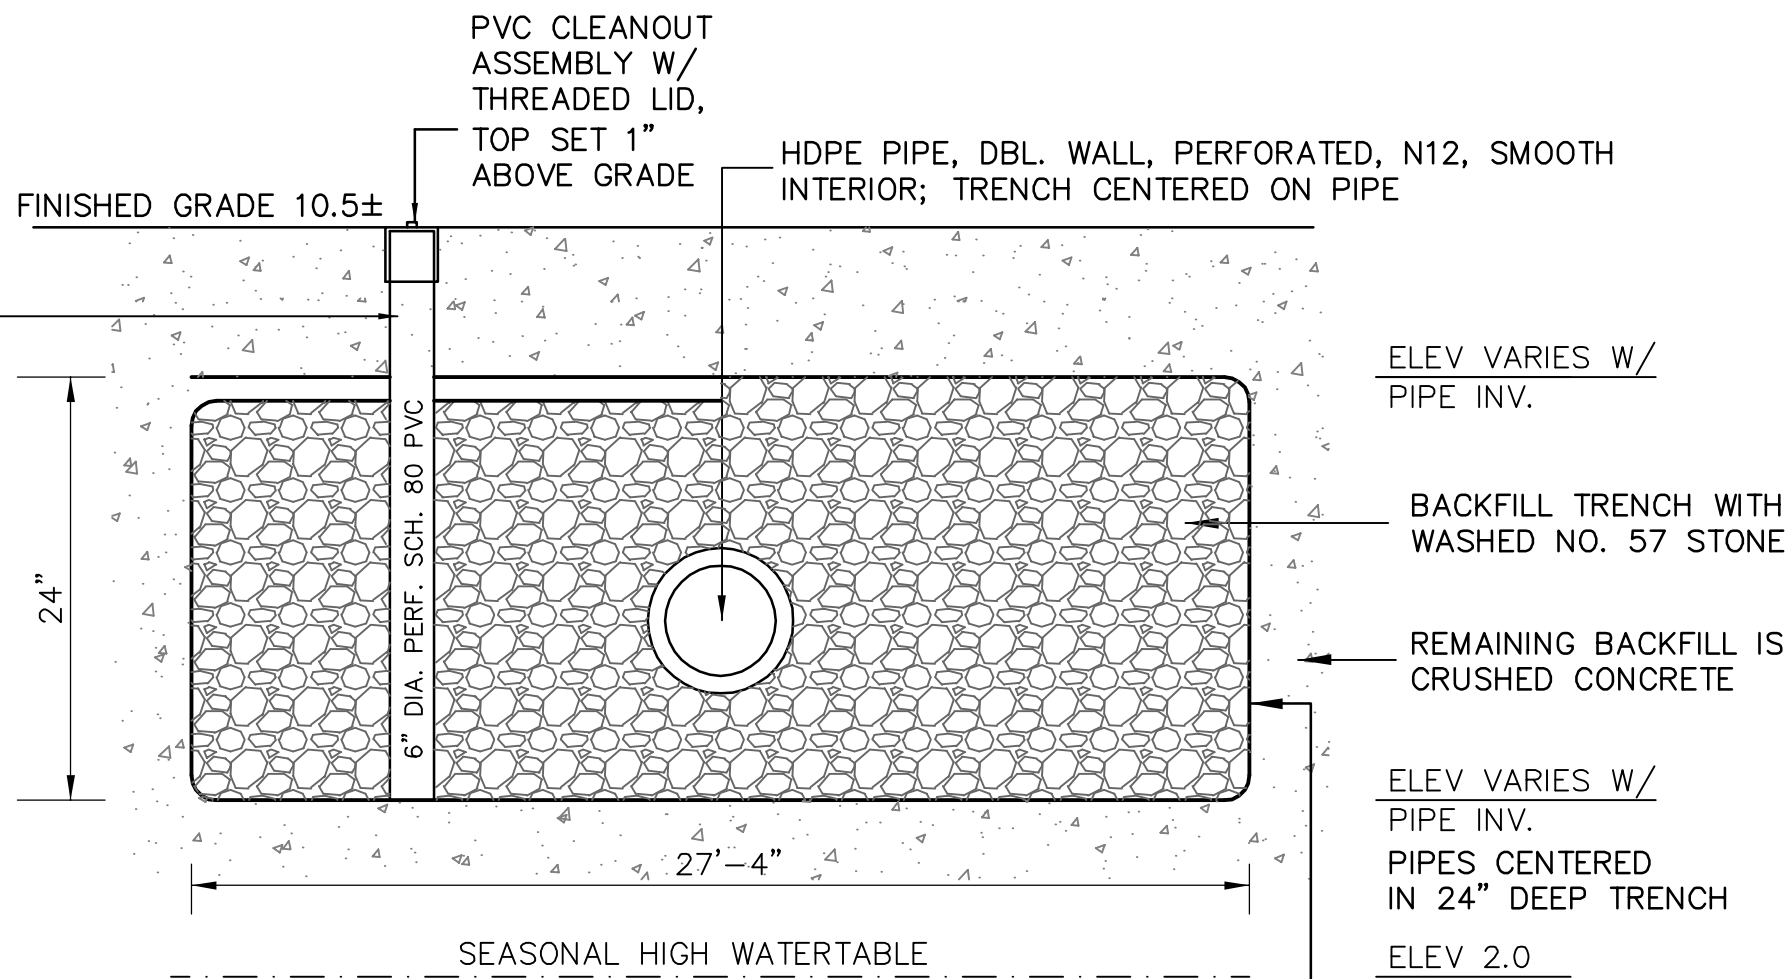 PVC CLEANOUT
ASSEMBLY W/
THREADED LID,
TOP SET 1”
ABOVE GRADE
HDPE PIPE, DBL. WALL, PERFORATED, N12, SMOOTH
INTERIOR; TRENCH CENTERED ON PIPE
FINISHED GRADE 10.5±
ELEV VARIES W/
PIPE INV.
BACKFILL TRENCH WITH
WASHED NO. 57 STONE
6” DIA. PERF. SCH. 80 PVC
24”
REMAINING BACKFILL IS
CRUSHED CONCRETE
ELEV VARIES W/
PIPE INV.
PIPES CENTERED
IN 24” DEEP TRENCH
27’-4”
SEASONAL HIGH WATERTABLE
ELEV 2.0